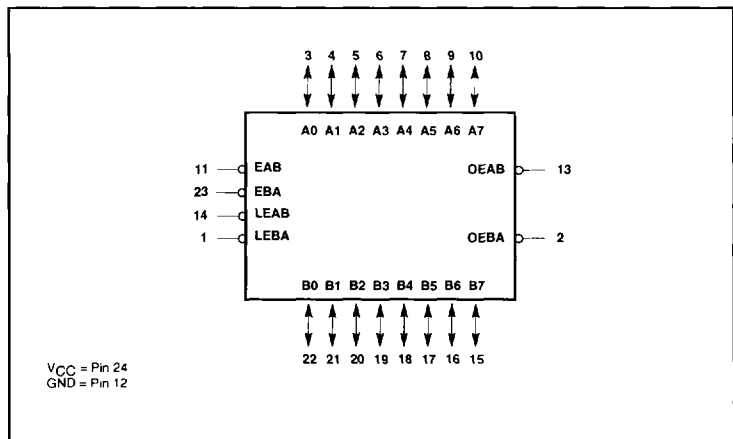 3 4 5 6 7 8 9 10
A0 A1 A2 A3 A4 A5 A6 A7
11 EAB OEAB 13
23 EBA
14 LEAB
1 LEBA OEBA 2
B0 B1 B2 B3 B4 B5 B6 B7
22 21 20 19 18 17 16 15
VCC = Pin 24
GND = Pin 12